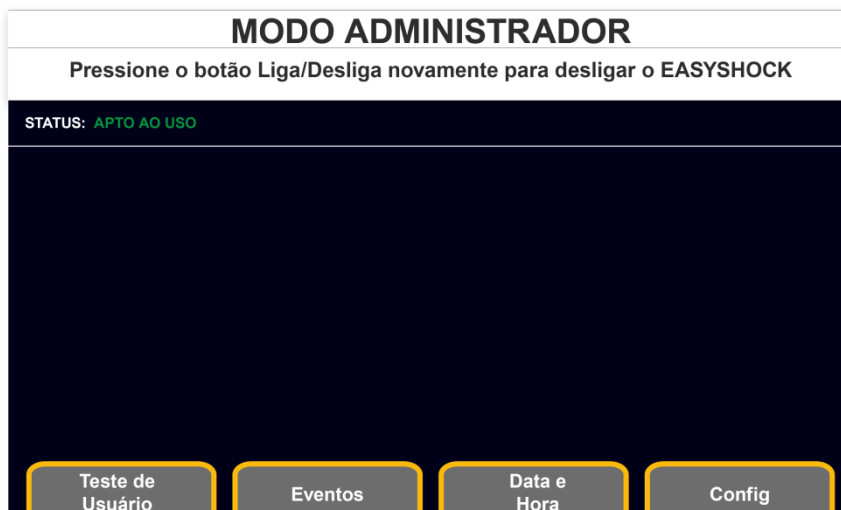 MODO ADMINISTRADOR
Pressione o botão Liga/Desliga novamente para desligar o EASYSHOCK
STATUS: APTO AO USO
Teste de
Usuário
Eventos
Data e
Hora
Config